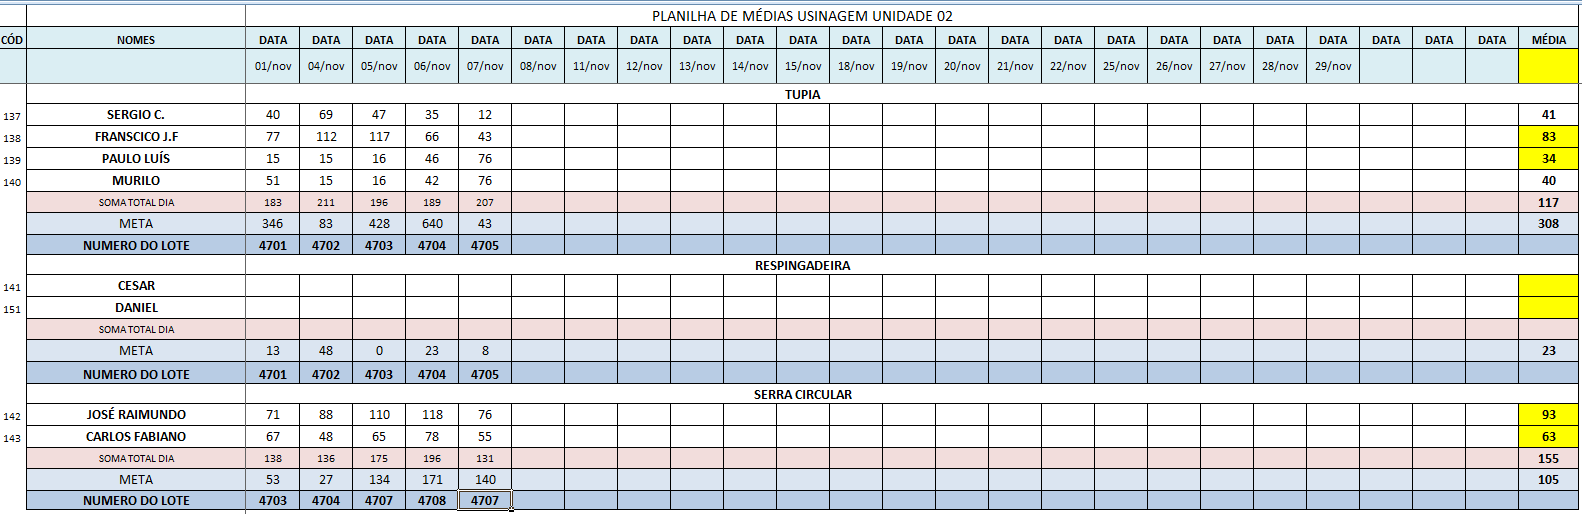 PLANILHA DE MÉDIAS USINAGEM UNIDADE 02
CÓD NOMES DATA DATA DATA DATA DATA DATA DATA DATA DATA DATA DATA DATA DATA DATA DATA DATA DATA DATA DATA DATA DATA DATA DATA DATA MÉDIA
01/nov 04/nov 05/nov 06/nov 07/nov 08/nov 11/nov 12/nov 13/nov 14/nov 15/nov 18/nov 19/nov 20/nov 21/nov 22/nov 25/nov 26/nov 27/nov 28/nov 29/nov
TUPIA
137 SERGIO C. 40 69 47 35 12 41
138 FRANSCICO J.F 77 112 117 66 43 83
139 PAULO LUÍS 15 15 16 46 76 34
140 MURILO 51 15 16 42 76 40
SOMA TOTAL DIA 183 211 196 189 207 117
META 346 83 428 640 43 308
NUMERO DO LOTE 4701 4702 4703 4704 4705
RESPINGADEIRA
141 CESAR
151 DANIEL
SOMA TOTAL DIA
META 13 48 0 23 8 23
NUMERO DO LOTE 4701 4702 4703 4704 4705
SERRA CIRCULAR
142 JOSÉ RAIMUNDO 71 88 110 118 76 93
143 CARLOS FABIANO 67 48 65 78 55 63
SOMA TOTAL DIA 138 136 175 196 131 155
META 53 27 134 171 140 105
NUMERO DO LOTE 4703 4704 4707 4708 4707